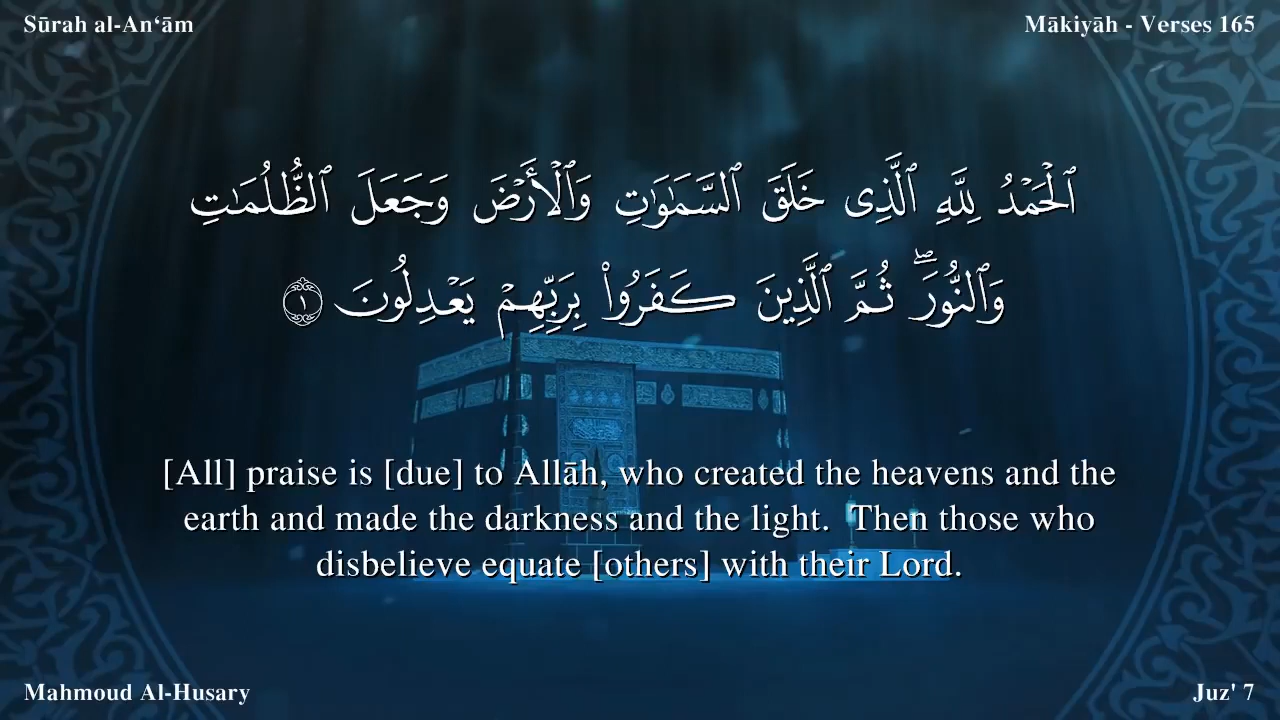 Sūrah al-An‘ām
Mākiyāh - Verses 165
ٱلْحَمْدُ لِلَّهِ ٱلَّذِى خَلَقَ ٱلسَّمَٰوَٰتِ وَٱلْأَرْضَ وَجَعَلَ ٱلظُّلُمَٰتِ
وَٱلنُّورَ ۖ ثُمَّ ٱلَّذِينَ كَفَرُوا۟ بِرَبِّهِمْ يَعْدِلُونَ ١
[All] praise is [due] to Allāh, who created the heavens and the
earth and made the darkness and the light.  Then those who
disbelieve equate [others] with their Lord.
Mahmoud Al-Husary
Juz' 7